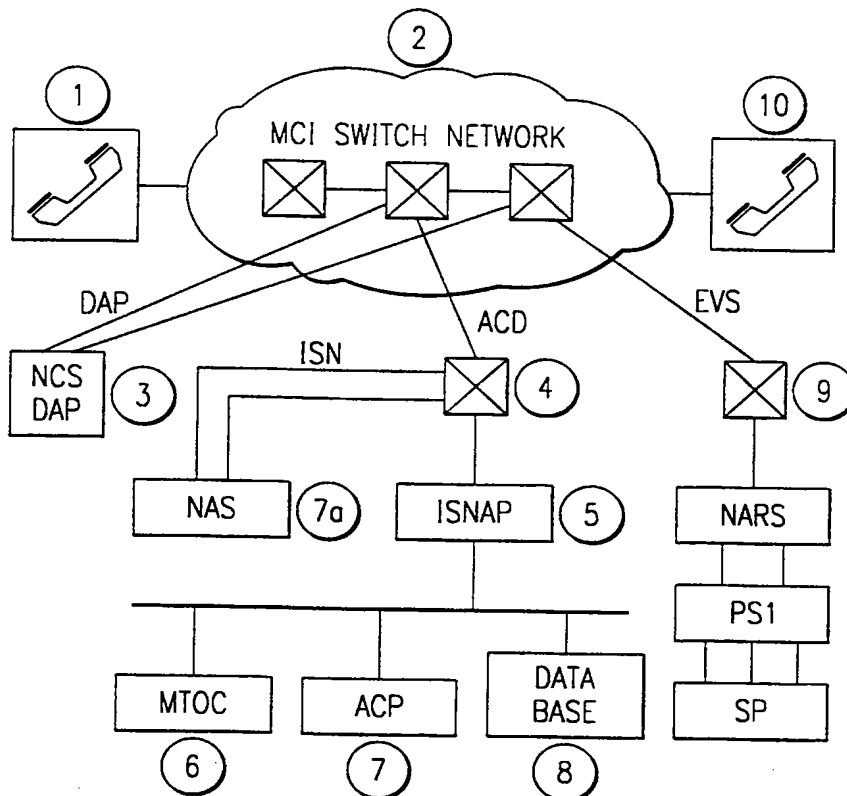 2
1
10
MCI SWITCH NETWORK
DAP
ACD
EVS
ISN
NCS
DAP
3
4
9
NAS
7a
ISNAP
5
NARS
PS1
MTOC
ACP
DATA
BASE
SP
6
7
8